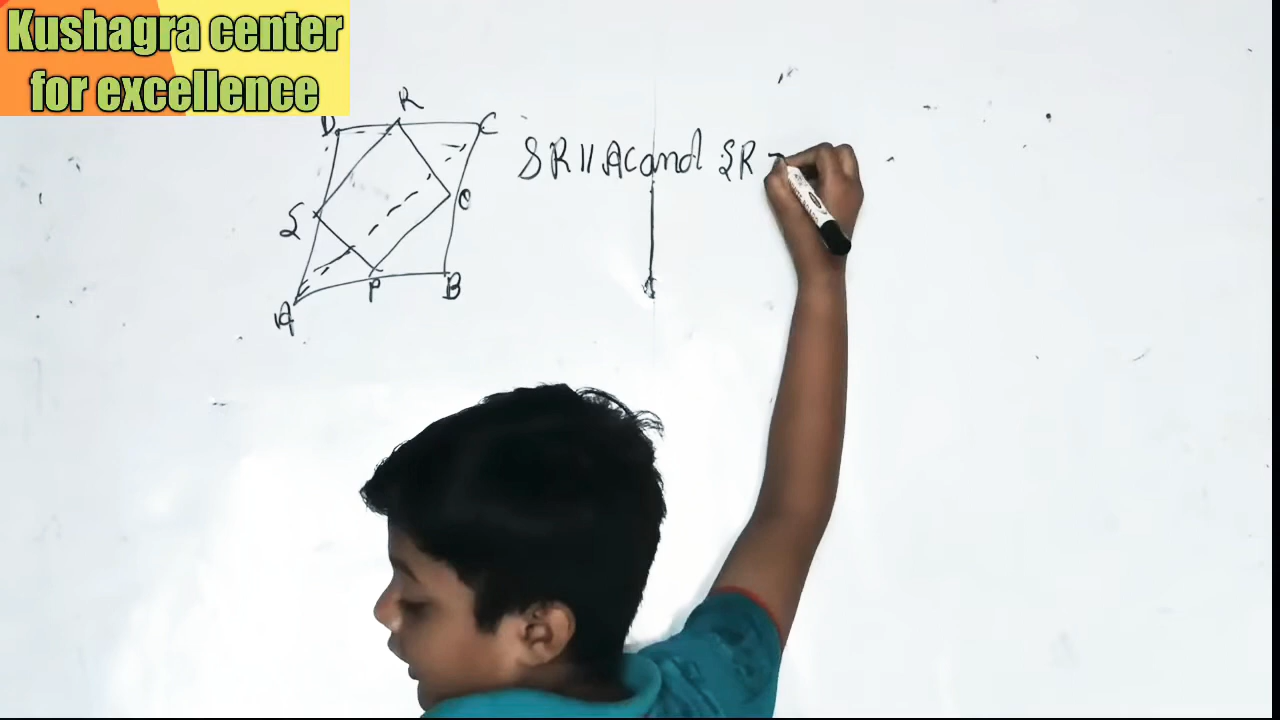 Kushagra center
for excellence
R
D
C
SR || AC and SR =
S
Q
P
B
A